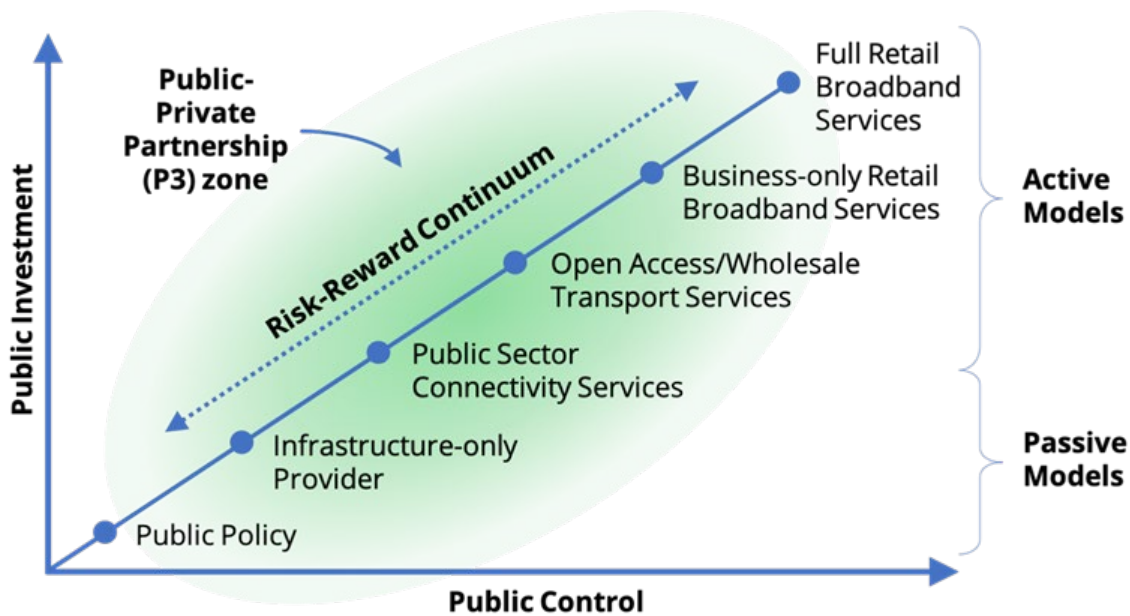 Public-
Private
Partnership
(P3) zone
Full Retail
Broadband
Services
Risk-Reward Continuum
Business-only Retail
Broadband Services
Active
Models
Open Access/Wholesale
Transport Services
Public Investment
Public Sector
Connectivity Services
Infrastructure-only
Provider
Passive
Models
Public Policy
Public Control